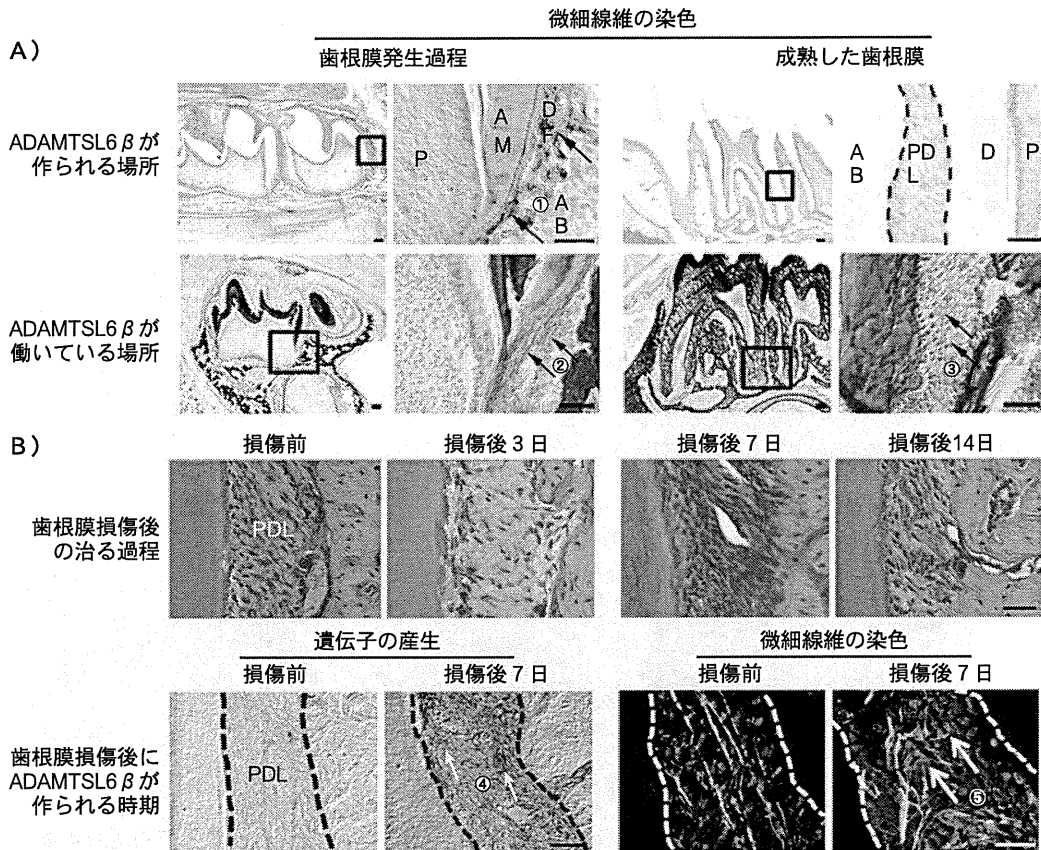 微細線維の染色
A)
歯根膜発生過程
成熟した歯根膜
ADAMTSL6βが
作られる場所
P
A
M
D
F
①
A
B
A
B
PD
L
D
P
ADAMTSL6βが
働いている場所
②
③
B)
損傷前
損傷後3日
損傷後7日
損傷後14日
歯根膜損傷後
の治る過程
PDL
遺伝子の産生
微細線維の染色
損傷前
損傷後7日
損傷前
損傷後7日
歯根膜損傷後に
ADAMTSL6βが
作られる時期
PDL
④
⑤